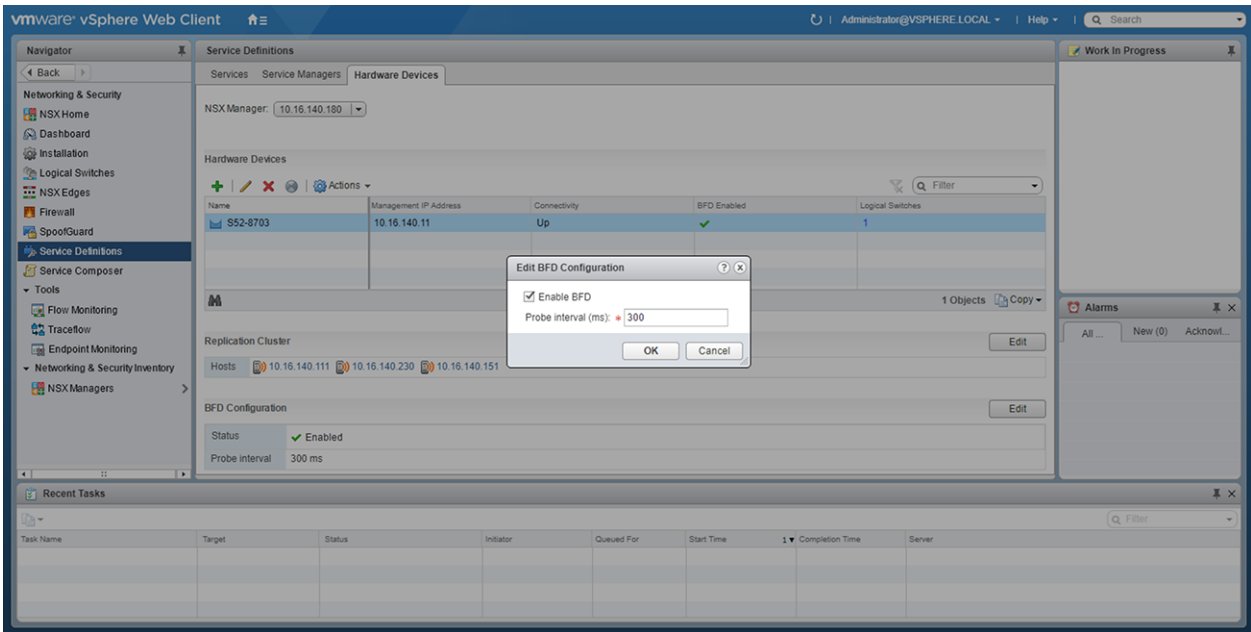 vmware® vSphere Web Client
Administrator@VSPHERE.LOCAL | Help | Search
Navigator
Back
Networking & Security
NSX Home
Dashboard
Installation
Logical Switches
NSX Edges
Firewall
SpoofGuard
Service Definitions
Service Composer
Tools
Flow Monitoring
Traceflow
Endpoint Monitoring
Networking & Security Inventory
NSX Managers
Service Definitions
Services Service Managers Hardware Devices
NSX Manager: 10.16.140.180
Hardware Devices
Actions Filter
Name Management IP Address Connectivity BFD Enabled Logical Switches
S52-8703 10.16.140.11 Up 1
1 Objects Copy
Edit BFD Configuration
Enable BFD
Probe interval (ms): * 300
OK Cancel
Replication Cluster Edit
Hosts 10.16.140.111 10.16.140.230 10.16.140.151
BFD Configuration Edit
Status Enabled
Probe interval 300 ms
Work In Progress
Alarms
All ... New (0) Acknowl...
Recent Tasks
Filter
Task Name Target Status Initiator Queued For Start Time 1 Completion Time Server